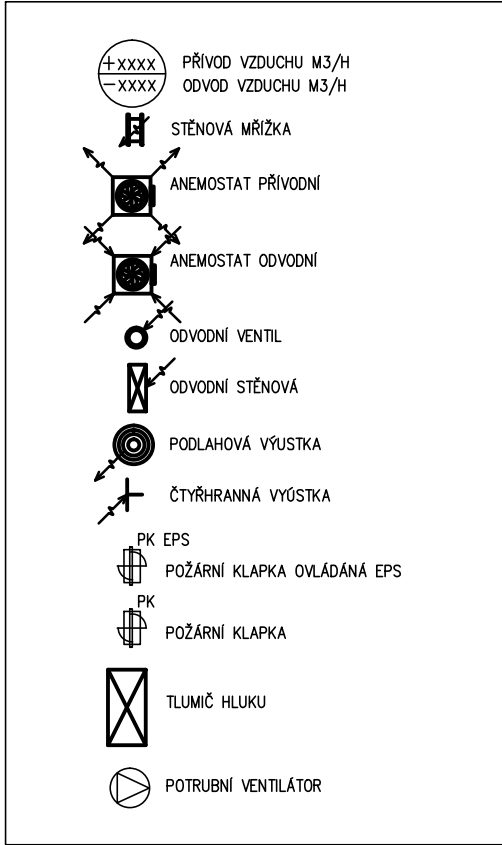 +XXXX PŘÍVOD VZDUCHU M3/H
-XXXX ODVOD VZDUCHU M3/H
STĚNOVÁ MŘÍŽKA
ANEMOSTAT PŘÍVODNÍ
ANEMOSTAT ODVODNÍ
ODVODNÍ VENTIL
ODVODNÍ STĚNOVÁ
PODLAHOVÁ VÝUSTKA
ČTYŘHRANNÁ VYÚSTKA
PK EPS
POŽÁRNÍ KLAPKA OVLÁDÁNÁ EPS
PK
POŽÁRNÍ KLAPKA
TLUMIČ HLUKU
POTRUBNÍ VENTILÁTOR